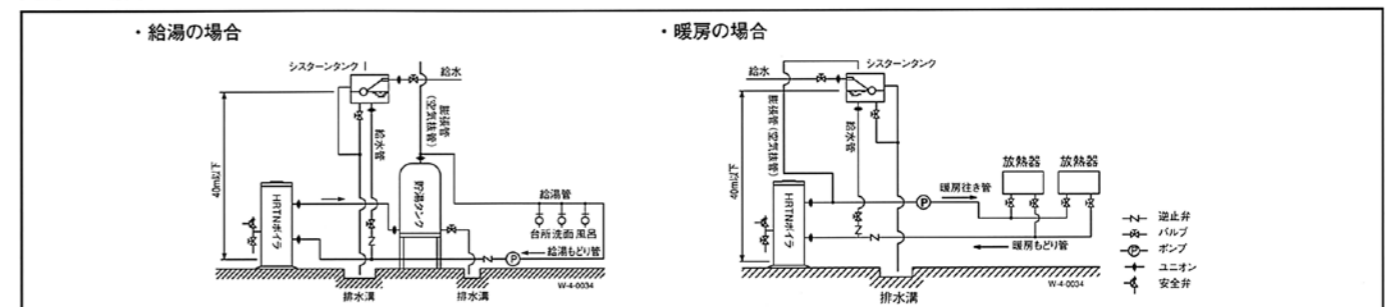 ・給湯の場合
シスターンタンク
給水
膨張管
(空気抜管)
給水管
40m以下
HRTNボイラ
貯湯タンク
給湯管
台所 洗面 風呂
給湯もどり管
排水溝
排水溝
W-4-0034
・暖房の場合
シスターンタンク
給水
膨張管(空気抜管)
給水管
40m以下
HRTNボイラ
放熱器
放熱器
暖房往き管
P
暖房もどり管
排水溝
W-4-0034
逆止弁
バルブ
P
ポンプ
ユニオン
安全弁
P